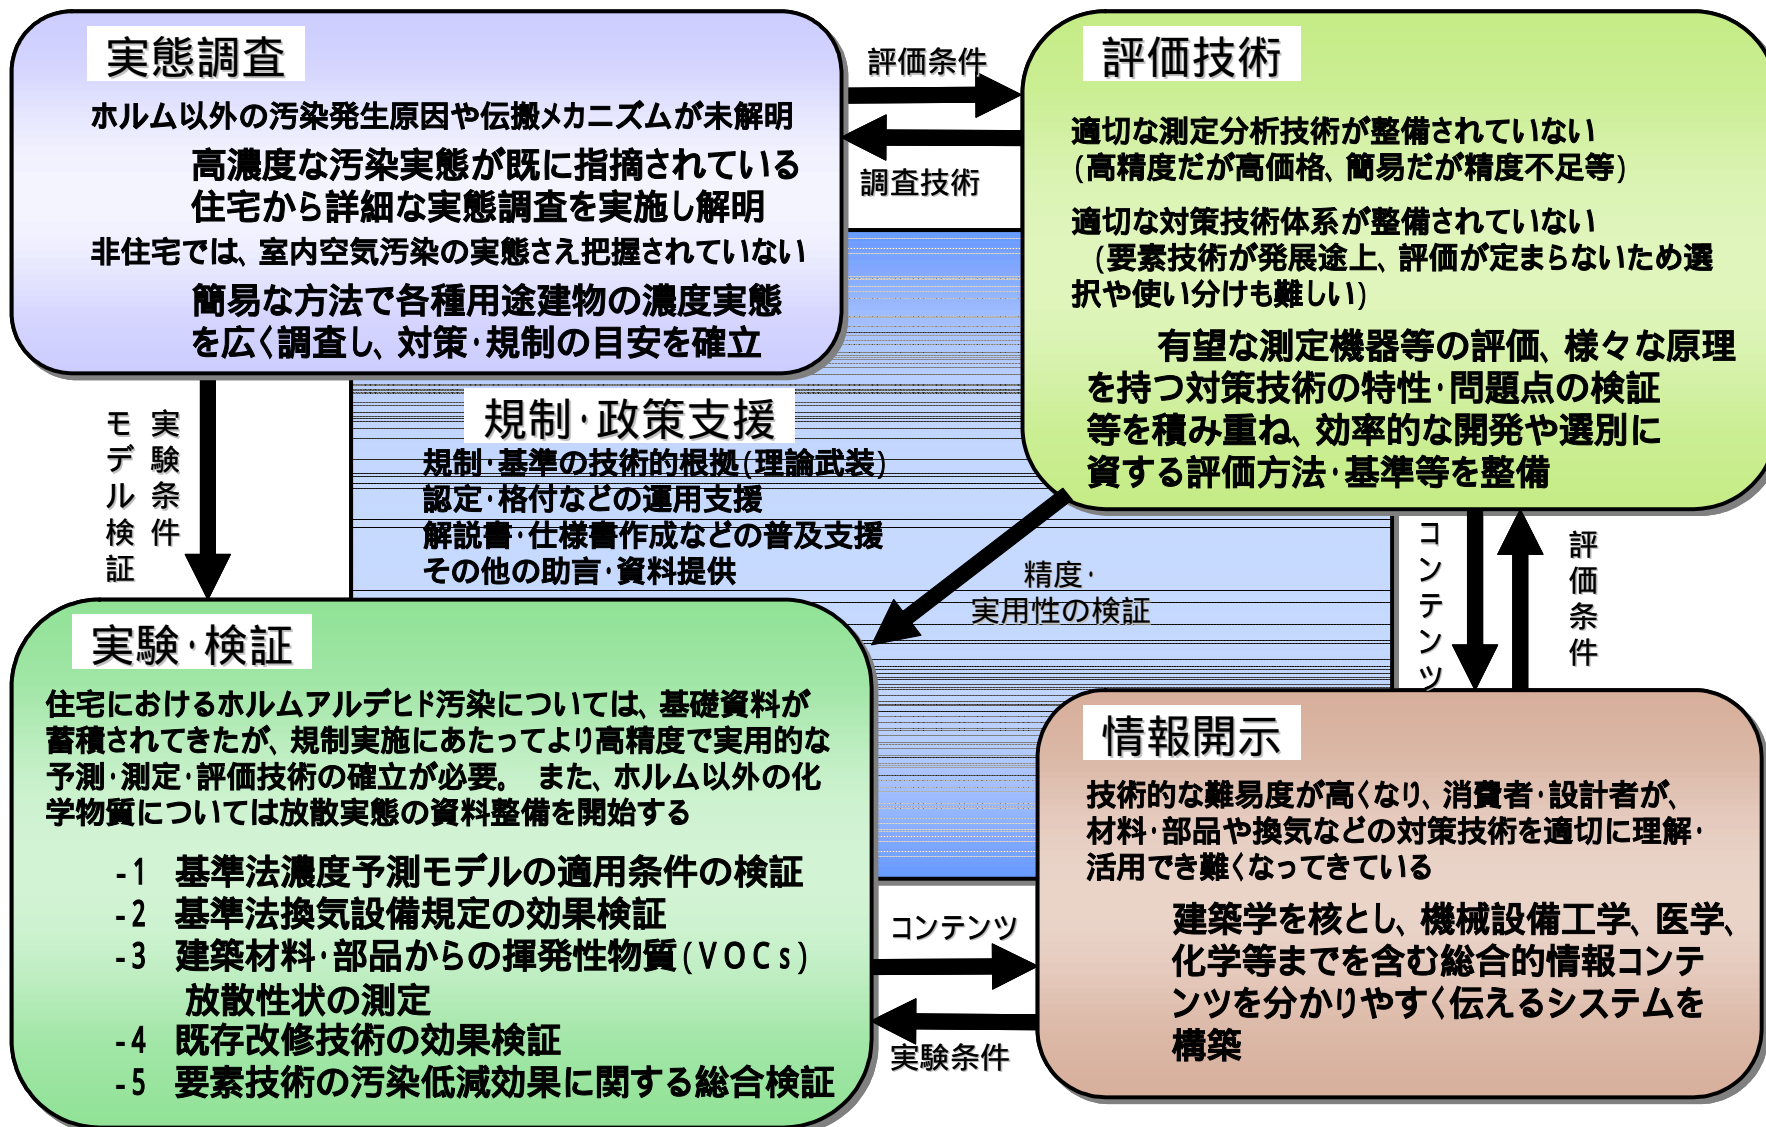 実態調査
ホルム以外の汚染発生原因や伝搬メカニズムが未解明
高濃度な汚染実態が既に指摘されている
住宅から詳細な実態調査を実施し解明
非住宅では、室内空気汚染の実態さえ把握されていない
簡易な方法で各種用途建物の濃度実態
を広く調査し、対策・規制の目安を確立
評価条件
調査技術
評価技術
適切な測定分析技術が整備されていない
(高精度だが高価格、簡易だが精度不足等)
適切な対策技術体系が整備されていない
(要素技術が発展途上、評価が定まらないため選
択や使い分けも難しい)
有望な測定機器等の評価、様々な原理
を持つ対策技術の特性・問題点の検証
等を積み重ね、効率的な開発や選別に
資する評価方法・基準等を整備
実験条件
モデル検証
規制・政策支援
規制・基準の技術的根拠(理論武装)
認定・格付などの運用支援
解説書・仕様書作成などの普及支援
その他の助言・資料提供
精度・
実用性の検証
コンテンツ
評価条件
実験・検証
住宅におけるホルムアルデヒド汚染については、基礎資料が
蓄積されてきたが、規制実施にあたってより高精度で実用的な
予測・測定・評価技術の確立が必要。 また、ホルム以外の化
学物質については放散実態の資料整備を開始する
-1 基準法濃度予測モデルの適用条件の検証
-2 基準法換気設備規定の効果検証
-3 建築材料・部品からの揮発性物質(VOCs)
放散性状の測定
-4 既存改修技術の効果検証
-5 要素技術の汚染低減効果に関する総合検証
コンテンツ
実験条件
情報開示
技術的な難易度が高くなり、消費者・設計者が、
材料・部品や換気などの対策技術を適切に理解・
活用でき難くなってきている
建築学を核とし、機械設備工学、医学、
化学等までを含む総合的情報コンテ
ンツを分かりやすく伝えるシステムを
構築